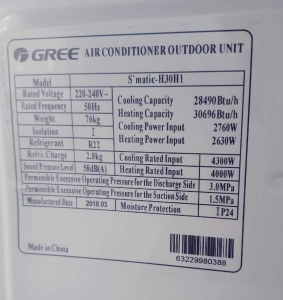 GREE AIR CONDITIONER OUTDOOR UNIT
Model S`matic-H30H1
Rated Voltage 220-240V~ Cooling Capacity 28490Btu/h
Rated Frequency 50Hz Heating Capacity 30696Btu/h
Weight 70kg Cooling Power Input 2760W
Isolation I Heating Power Input 2630W
Refrigerant R22
Refri. Charge 2.8kg Cooling Rated Input 4300W
Sound Pressure Level 58dB(A) Heating Rated Input 4000W
Permissible Excessive Operating Pressure for the Discharge Side 3.0MPa
Permissible Excessive Operating Pressure for the Suction Side 1.5MPa
Manufactured Date 2018.03 Moisture Protection IP24
Made in China
63229980388